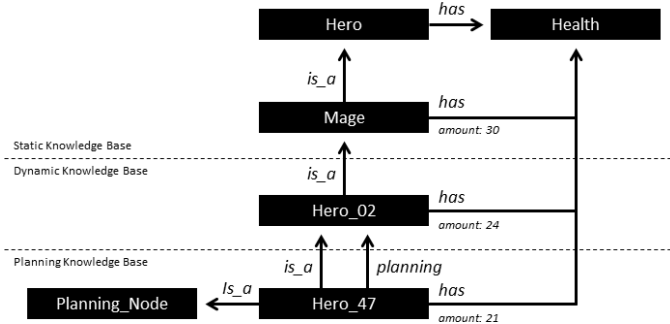 has
Hero
Health
is_a
has
Mage
amount: 30
Static Knowledge Base
Dynamic Knowledge Base
is_a
has
Hero_02
amount: 24
Planning Knowledge Base
is_a
planning
Is_a
has
Planning_Node
Hero_47
amount: 21